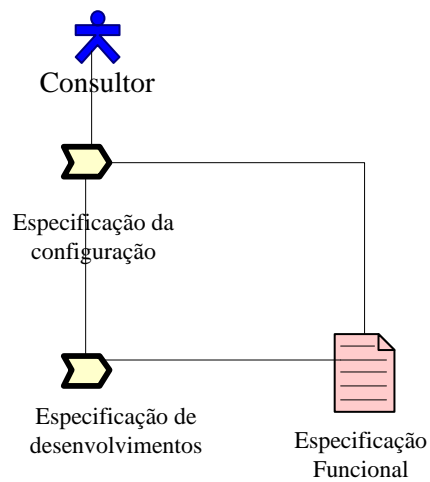 Consultor
Especificação da
configuração
Especificação de
desenvolvimentos
Especificação
Funcional